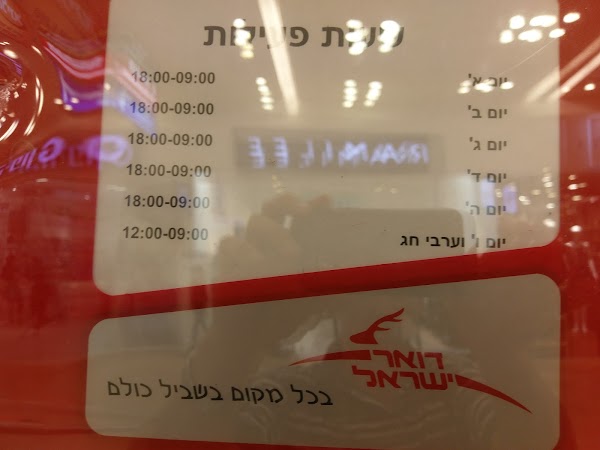 שעות פעילות
יום א' 18:00-09:00
יום ב' 18:00-09:00
יום ג' 18:00-09:00
יום ד' 18:00-09:00
יום ה' 18:00-09:00
יום ו' וערבי חג 12:00-09:00
דואר
ישראל
בכל מקום בשביל כולם